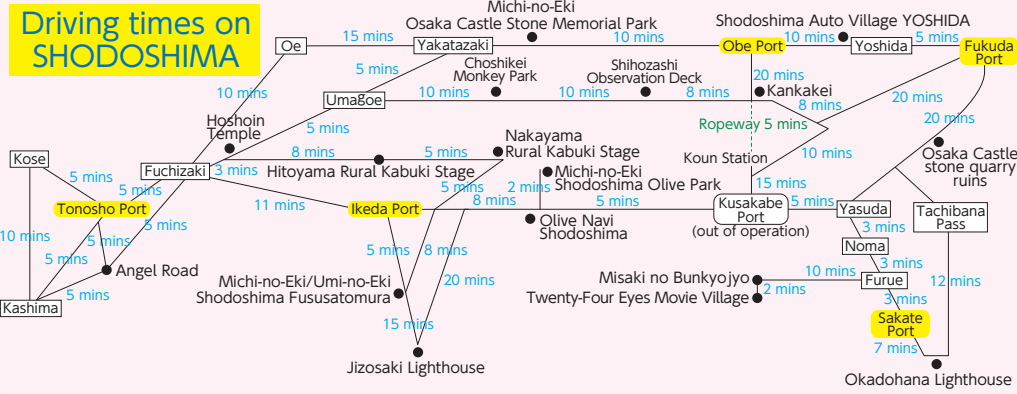 Driving times on
SHODOSHIMA
Michi-no-Eki
Osaka Castle Stone Memorial Park
Shodoshima Auto Village YOSHIDA
Oe
15 mins
Yakatazaki
10 mins
Obe Port
10 mins
Yoshida
5 mins
Fukuda
Port
5 mins
Choshikei
Monkey Park
Shihozashi
Observation Deck
20 mins
Kankakei
10 mins
Umagoe
10 mins
10 mins
8 mins
8 mins
20 mins
20 mins
Hoshoin
Temple
5 mins
Ropeway 5 mins
Nakayama
Rural Kabuki Stage
Kose
8 mins
5 mins
Koun Station
10 mins
Osaka Castle
stone quarry
ruins
Fuchizaki
3 mins
Hitoyama Rural Kabuki Stage
Michi-no-Eki
Shodoshima Olive Park
5 mins
5 mins
5 mins
2 mins
15 mins
Tonosho Port
11 mins
Ikeda Port
8 mins
5 mins
Kusakabe
Port
(out of operation)
5 mins
Yasuda
Tachibana
Pass
5 mins
10 mins
5 mins
5 mins
Olive Navi
Shodoshima
3 mins
Noma
5 mins
8 mins
Angel Road
5 mins
20 mins
Michi-no-Eki/Umi-no-Eki
Shodoshima Fususatomura
Misaki no Bunkyojyo
10 mins
3 mins
Furue
12 mins
Twenty-Four Eyes Movie Village
2 mins
3 mins
Kashima
15 mins
Sakate
Port
7 mins
Jizosaki Lighthouse
Okadohana Lighthouse